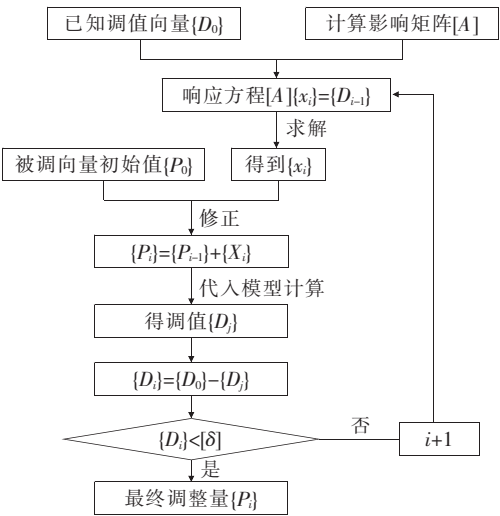 已知调值向量{D₀}
计算影响矩阵[A]
响应方程[A]{xᵢ}={Dᵢ₋₁}
求解
被调向量初始值{P₀}
得到{xᵢ}
修正
{Pᵢ}={Pᵢ₋₁}+{Xᵢ}
代入模型计算
得调值{Dⱼ}
{Dᵢ}={D₀}−{Dⱼ}
{Dᵢ}<[δ]
否
i+1
是
最终调整量{Pᵢ}